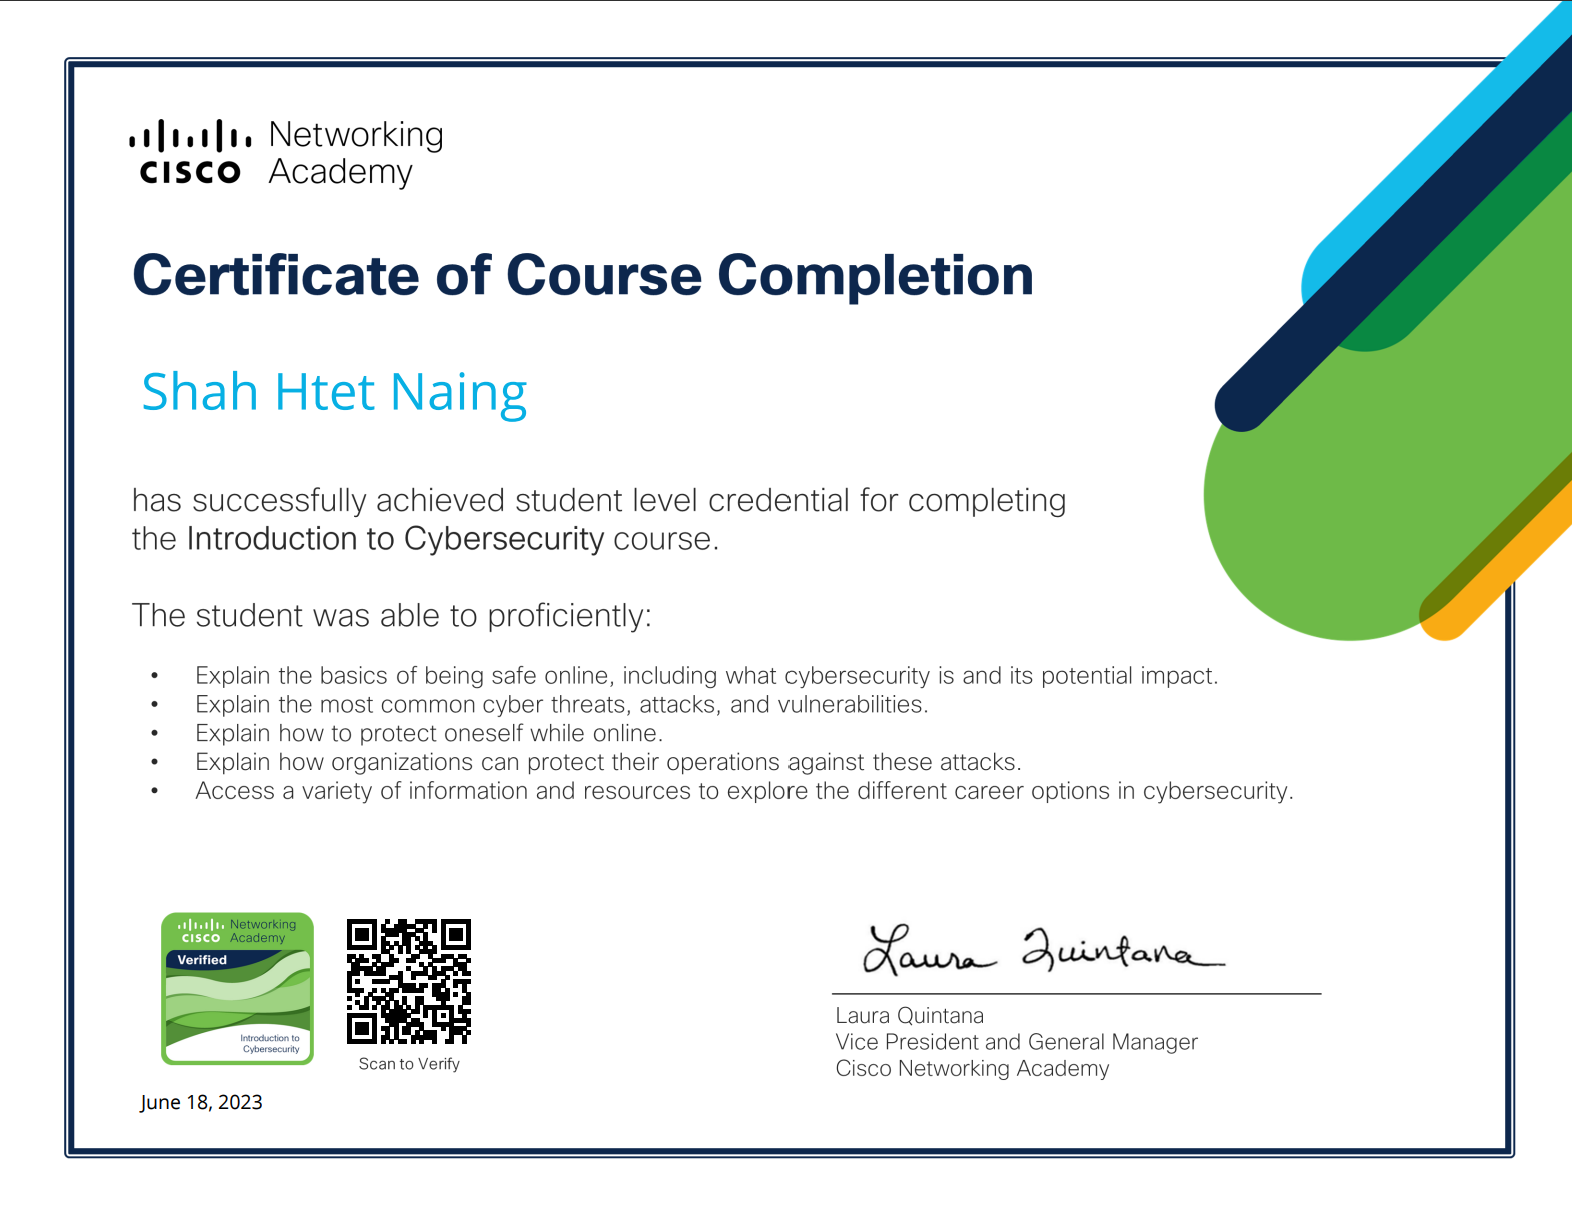 Networking
CISCO Academy
Certificate of Course Completion
Shah Htet Naing
has successfully achieved student level credential for completing
the Introduction to Cybersecurity course.
The student was able to proficiently:
• Explain the basics of being safe online, including what cybersecurity is and its potential impact.
• Explain the most common cyber threats, attacks, and vulnerabilities.
• Explain how to protect oneself while online.
• Explain how organizations can protect their operations against these attacks.
• Access a variety of information and resources to explore the different career options in cybersecurity.
Networking
CISCO Academy
Verified
Introduction to
Cybersecurity
Scan to Verify
June 18, 2023
Laura Quintana
Laura Quintana
Vice President and General Manager
Cisco Networking Academy